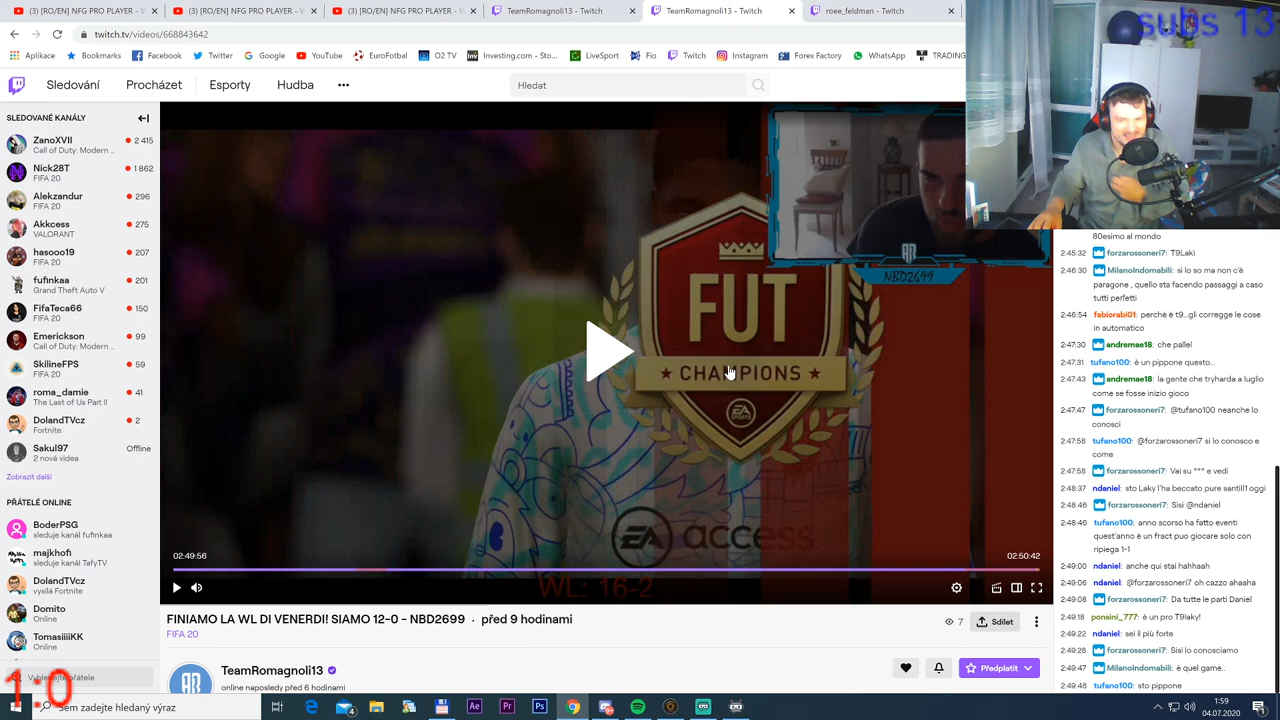 [3] [RO/EN] NFG PRO PLAYER - V
(3) [RO/EN] NFG PRO PLAYER - V
(3) [RO/EN] NFG PRO PLAYER - V
TeamRomagnoli13 - Twitch
TeamRomagnoli13 - Twitch
roee_feldman - Twitch
subs 13
twitch.tv/videos/668843642
Aplikace
Bookmarks
Facebook
Twitter
Google
YouTube
EuroFotbal
O2 TV
Investing.com - Sto...
LiveSport
Fio
Twitch
Instagram
Forex Factory
WhatsApp
TRADING
Sledování
Procházet
Esporty
Hudba
Hledat
SLEDOVANÉ KANÁLY
ZanoXVII 2 415
Call of Duty: Modern ...
Nick28T 1 862
FIFA 20
Alekzandur 296
FIFA 20
Akkcess 275
VALORANT
hasooo19 207
FIFA 20
fufinkaa 201
Grand Theft Auto V
FifaTeca66 150
FIFA 20
Emerickson 99
Call of Duty: Modern ...
SkilineFPS 59
FIFA 20
roma_damie 41
The Last of Us Part II
DolandTVcz 2
Fortnite
Sakul97 Offline
2 nová videa
Zobrazit další
PŘÁTELÉ ONLINE
BoderPSG
sleduje kanál fufinkaa
majkhofi
sleduje kanál TafyTV
DolandTVcz
vysílá Fortnite
Domito
Online
TomasiiiiKK
Online
1.0
NBD2699
FUT
CHAMPIONS
EA
SPORTS
EA access
WL: 16-2
02:49:56
02:50:42
FINIAMO LA WL DI VENERDI! SIAMO 12-0 - NBD2699 · před 9 hodinami
FIFA 20
7
Sdílet
TeamRomagnoli13
online naposledy před 6 hodinami
Předplatit
80esimo al mondo
2:45:32 forzarossoneri7: T9Laki
2:46:30 MilanoIndomabili: si lo so ma non c'è
paragone , quello sta facendo passaggi a caso
tutti perfetti
2:46:54 fabiorabi01: perchè è t9...gli corregge le cose
in automatico
2:47:30 andremae18: che palle!
2:47:31 tufano100: è un pippone questo...
2:47:43 andremae18: la gente che tryharda a luglio
come se fosse inizio gioco
2:47:47 forzarossoneri7: @tufano100 neanche lo
conosci
2:47:58 tufano100: @forzarossoneri7 si lo conosco e
come
2:47:58 forzarossoneri7: Vai su *** e vedi
2:48:37 ndaniel: sto Laky l'ha beccato pure santill1 oggi
2:48:46 forzarossoneri7: Sisi @ndaniel
2:48:46 tufano100: anno scorso ha fatto eventi
quest'anno è un fract puo giocare solo con
ripiega 1-1
2:49:00 ndaniel: anche qui stai hahhaah
2:49:06 ndaniel: @forzarossoneri7 oh cazzo ahaaha
2:49:08 forzarossoneri7: Da tutte le parti Daniel
2:49:18 ponsini_777: è un pro T9laky!
2:49:22 ndaniel: sei il più forte
2:49:28 forzarossoneri7: Sisi lo conosciamo
2:49:47 MilanoIndomabili: è quel game..
2:49:48 tufano100: sto pippone
Sem zadejte hledaný výraz
1:59
04.07.2020